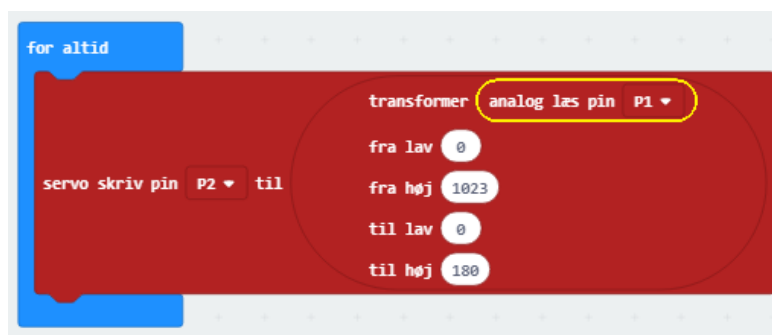 for altid
transformer analog læs pin P1
fra lav 0
servo skriv pin P2 til fra høj 1023
til lav 0
til høj 180